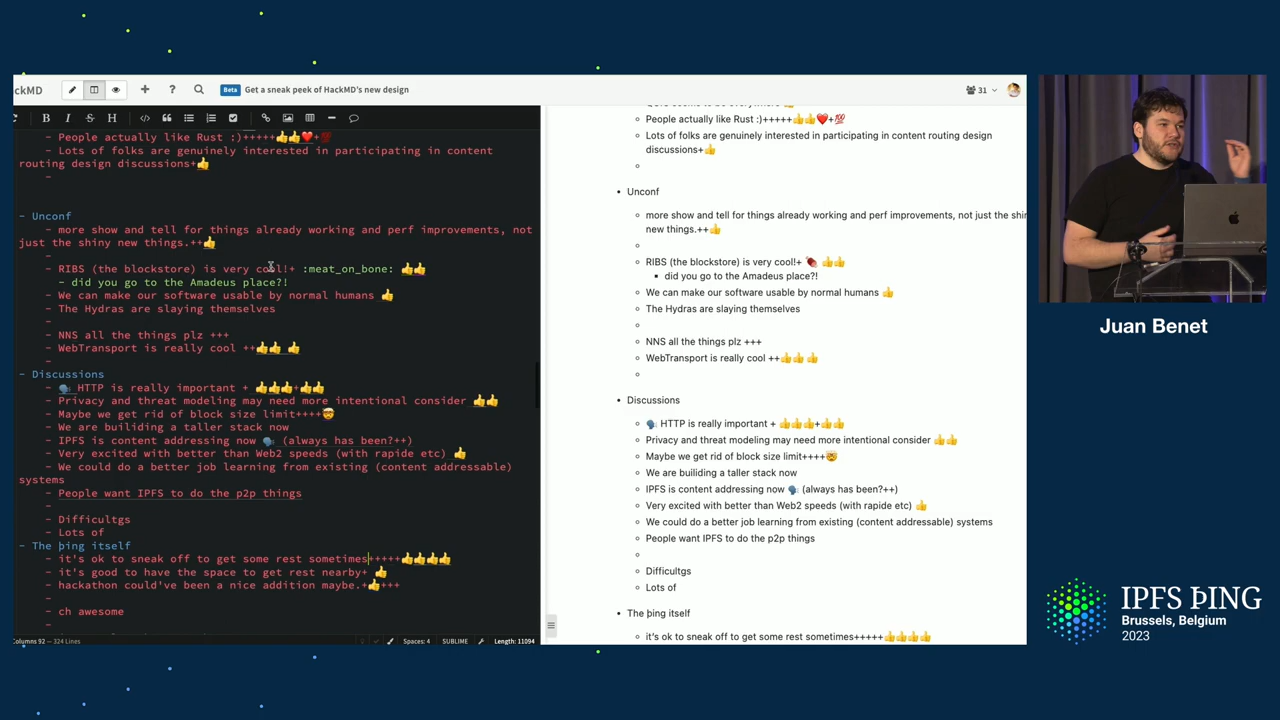 ckMD
Beta Get a sneak peek of HackMD's new design
31
B I S H
- People actually like Rust :)+++++👍👍❤️+💯
- Lots of folks are genuinely interested in participating in content
routing design discussions+👍
-
- Unconf
- more show and tell for things already working and perf improvements, not
just the shiny new things.++👍
-
- RIBS (the blockstore) is very cool!+ :meat_on_bone: 👍👍
- did you go to the Amadeus place?!
- We can make our software usable by normal humans 👍
- The Hydras are slaying themselves
-
- NNS all the things plz +++
- WebTransport is really cool ++👍👍 👍
-
- Discussions
- 🗣️ HTTP is really important + 👍👍👍+👍👍
- Privacy and threat modeling may need more intentional consider 👍👍
- Maybe we get rid of block size limit++++🤯
- We are builiding a taller stack now
- IPFS is content addressing now 🗣️ (always has been?++)
- Very excited with better than Web2 speeds (with rapide etc) 👍
- We could do a better job learning from existing (content addressable)
systems
- People want IPFS to do the p2p things
-
- Difficultgs
- Lots of
- The þing itself
- it's ok to sneak off to get some rest sometimes+++++👍👍👍👍
- it's good to have the space to get rest nearby+ 👍
- hackathon could've been a nice addition maybe.+👍+++
-
- ch awesome
-
Columns 92 — 324 Lines
Spaces: 4 SUBLIME Length: 11094
People actually like Rust :)+++++👍👍❤️+💯
Lots of folks are genuinely interested in participating in content routing design
discussions+👍
Unconf
more show and tell for things already working and perf improvements, not just the shin
new things.++👍
RIBS (the blockstore) is very cool!+ 🍖 👍👍
did you go to the Amadeus place?!
We can make our software usable by normal humans 👍
The Hydras are slaying themselves
NNS all the things plz +++
WebTransport is really cool ++👍👍 👍
Discussions
🗣️ HTTP is really important + 👍👍👍+👍👍
Privacy and threat modeling may need more intentional consider 👍👍
Maybe we get rid of block size limit++++🤯
We are builiding a taller stack now
IPFS is content addressing now 🗣️ (always has been?++)
Very excited with better than Web2 speeds (with rapide etc) 👍
We could do a better job learning from existing (content addressable) systems
People want IPFS to do the p2p things
Difficultgs
Lots of
The þing itself
it's ok to sneak off to get some rest sometimes+++++👍👍👍👍
Juan Benet
IPFS ÞING
Brussels, Belgium
2023